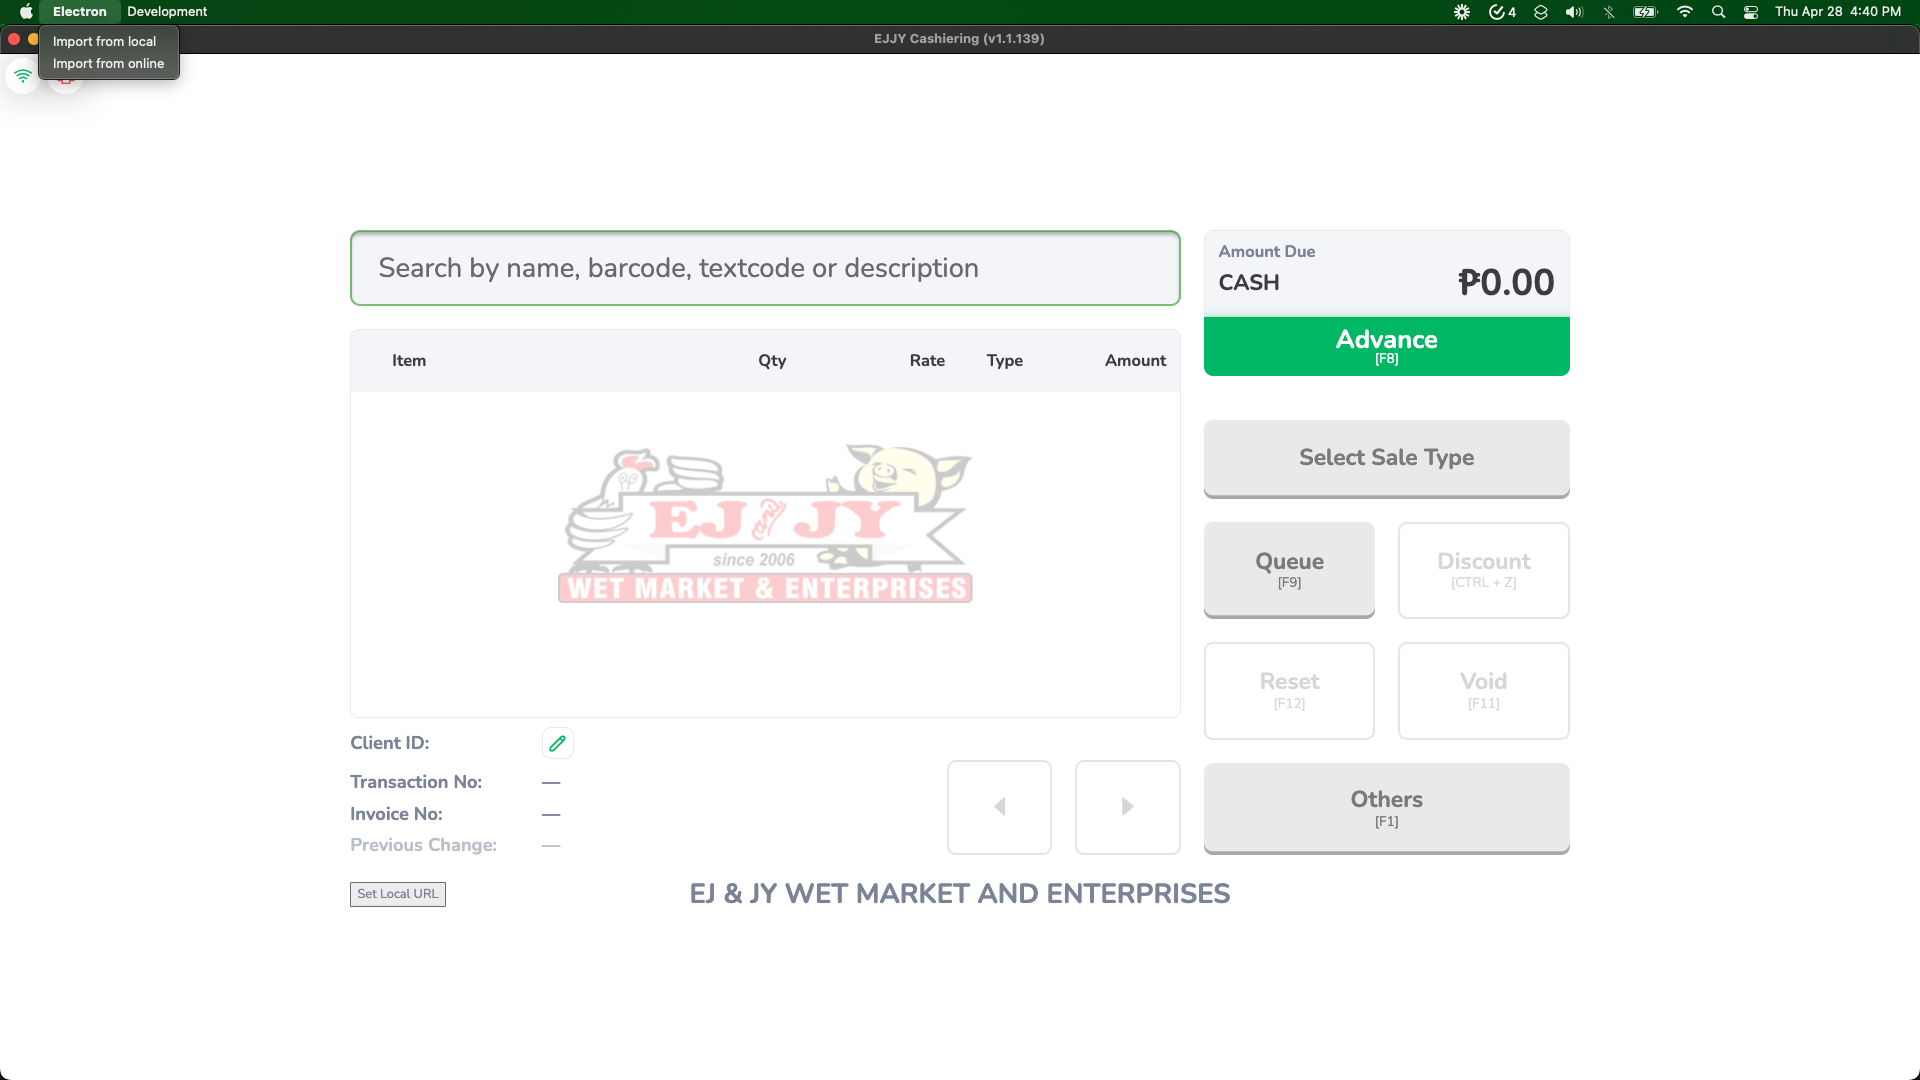 Electron Development 4 Thu Apr 28 4:40 PM
EJJY Cashiering (v1.1.139)
Import from local
Import from online
Search by name, barcode, textcode or description
Item Qty Rate Type Amount
EJ and JY
since 2006
WET MARKET & ENTERPRISES
Amount Due
CASH ₱0.00
Advance
[F8]
Select Sale Type
Queue
[F9]
Discount
[CTRL + Z]
Reset
[F12]
Void
[F11]
Others
[F1]
Client ID:
Transaction No: —
Invoice No: —
Previous Change: —
Set Local URL
EJ & JY WET MARKET AND ENTERPRISES